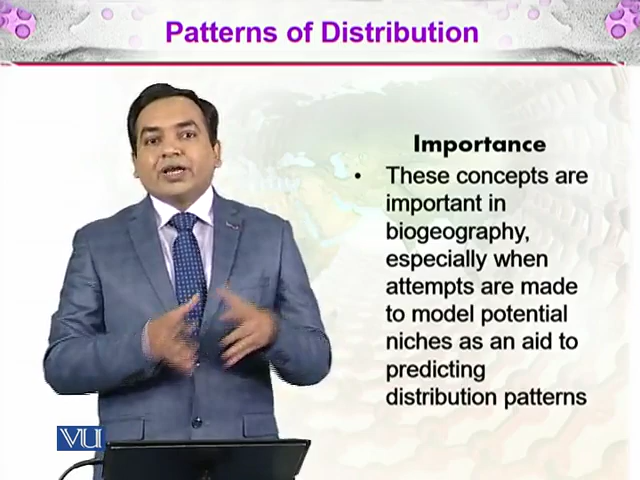 Patterns of Distribution
Importance
• These concepts are
important in
biogeography,
especially when
attempts are made
to model potential
niches as an aid to
predicting
distribution patterns
VU